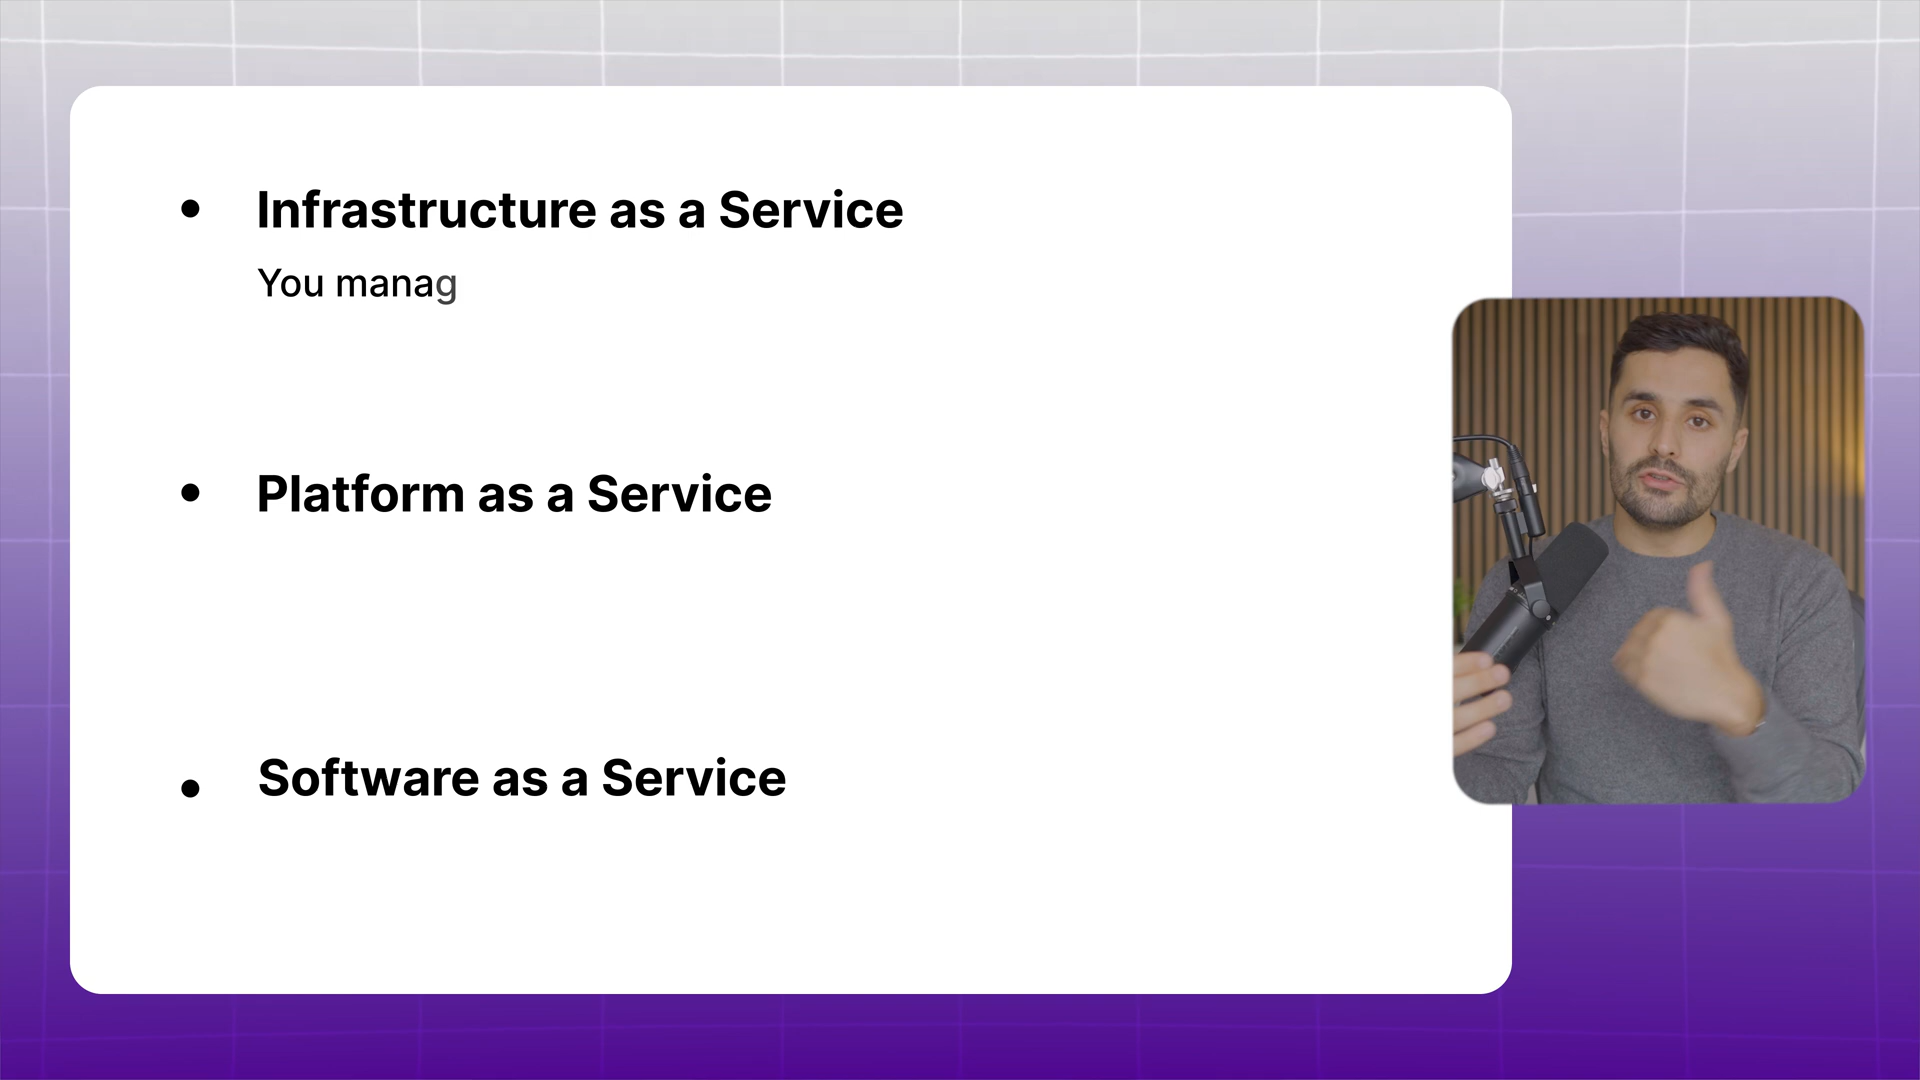 • Infrastructure as a Service
You manag
• Platform as a Service
• Software as a Service